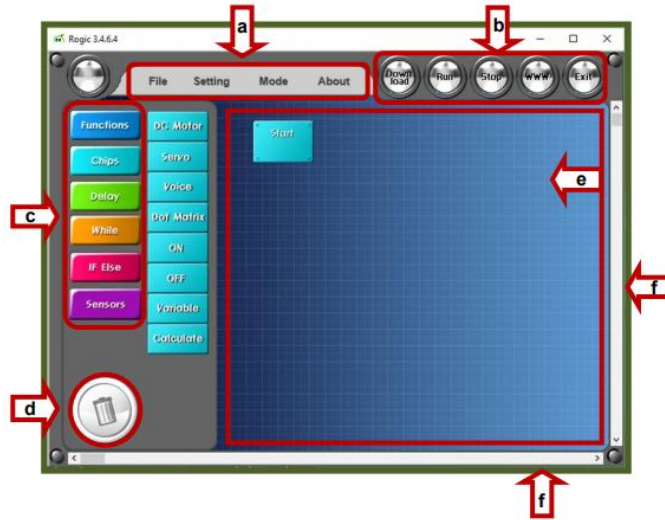 a
b
Rogic 3.4.6.4
File Setting Mode About
Down load Run Stop WWW Exit
Functions
Chips
Delay
While
IF Else
Sensors
DC Motor
Servo
Voice
Dot Matrix
ON
OFF
Variable
Calculate
Start
c
d
e
f
f